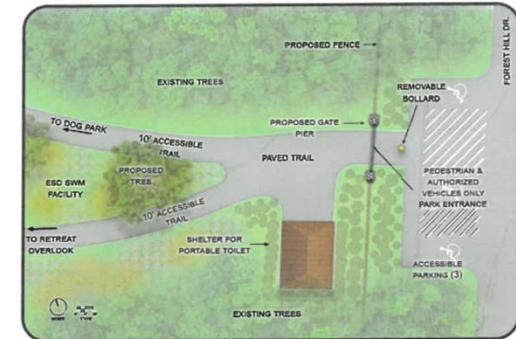 PROPOSED FENCE
FOREST HILL DR.
EXISTING TREES
REMOVABLE
BOLLARD
TO DOG PARK
10' ACCESSIBLE
TRAIL
PROPOSED GATE
PIER
PAVED TRAIL
ESD SWM
FACILITY
PROPOSED
TREE
PEDESTRIAN &
AUTHORIZED
VEHICLES ONLY
PARK ENTRANCE
10' ACCESSIBLE
TRAIL
TO RETREAT
OVERLOOK
SHELTER FOR
PORTABLE TOILET
ACCESSIBLE
PARKING (3)
EXISTING TREES